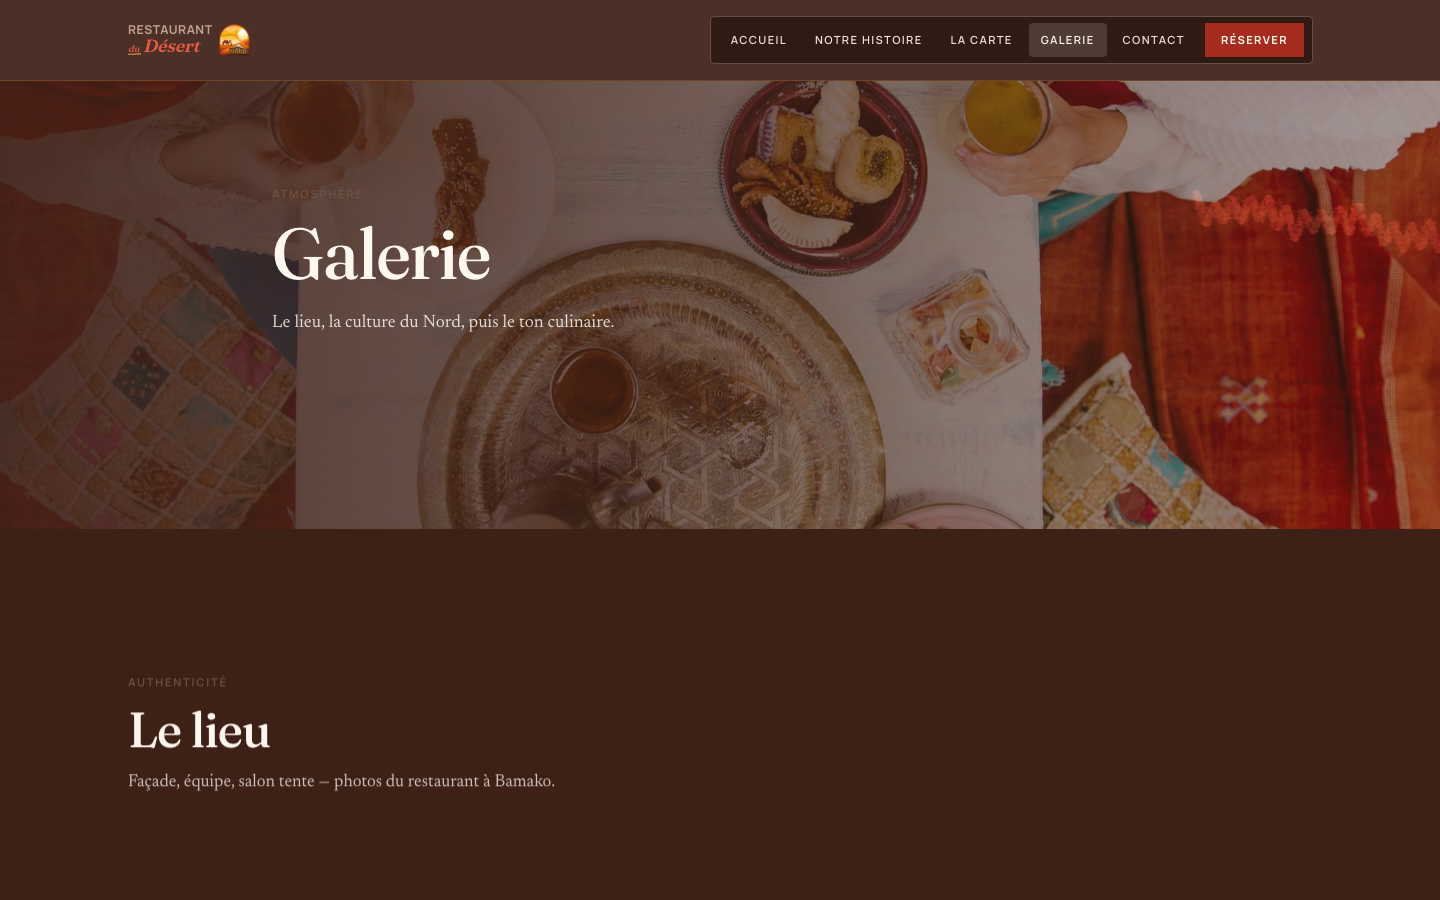 RESTAURANT
du Désert
ACCUEIL NOTRE HISTOIRE LA CARTE GALERIE CONTACT RÉSERVER
ATMOSPHÈRE
Galerie
Le lieu, la culture du Nord, puis le ton culinaire.
AUTHENTICITÉ
Le lieu
Façade, équipe, salon tente — photos du restaurant à Bamako.